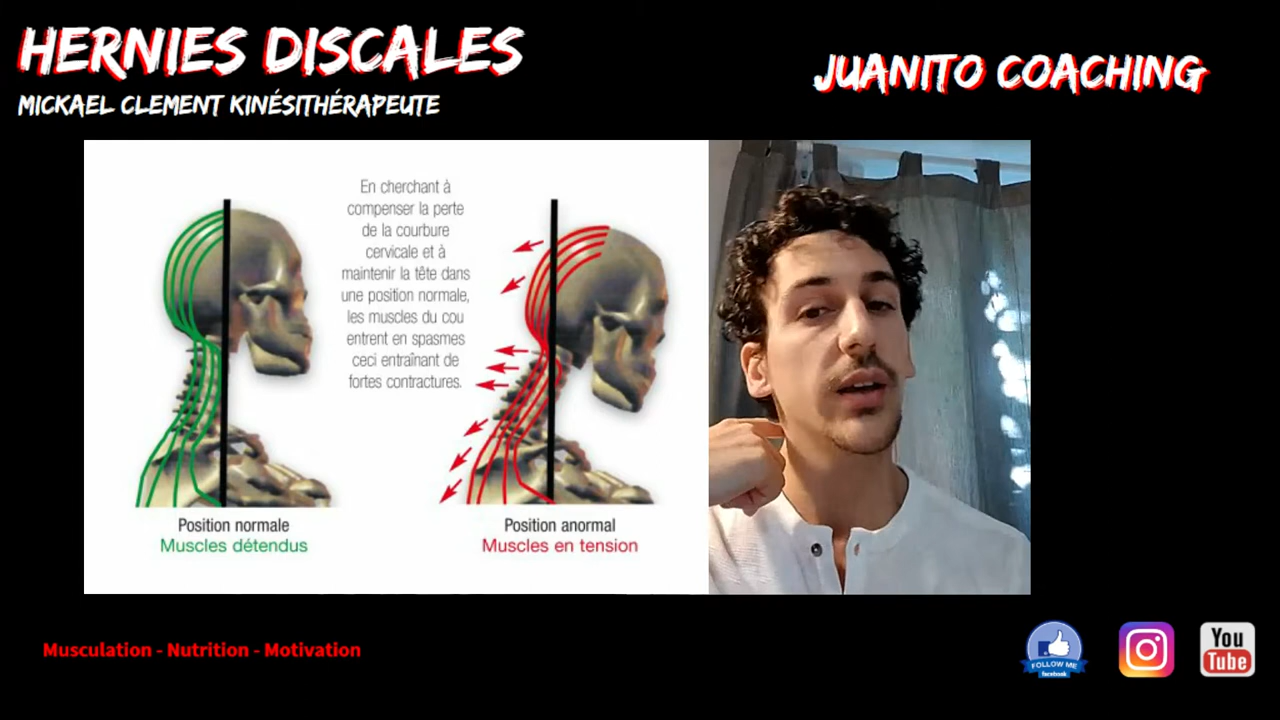 HERNIES DISCALES
MICKAEL CLEMENT KINÉSITHÉRAPEUTE
JUANITO COACHING
En cherchant à
compenser la perte
de la courbure
cervicale et à
maintenir la tête dans
une position normale,
les muscles du cou
entrent en spasmes
ceci entraînant de
fortes contractures.
Position normale
Muscles détendus
Position anormal
Muscles en tension
Musculation - Nutrition - Motivation
FOLLOW ME
facebook
You
Tube